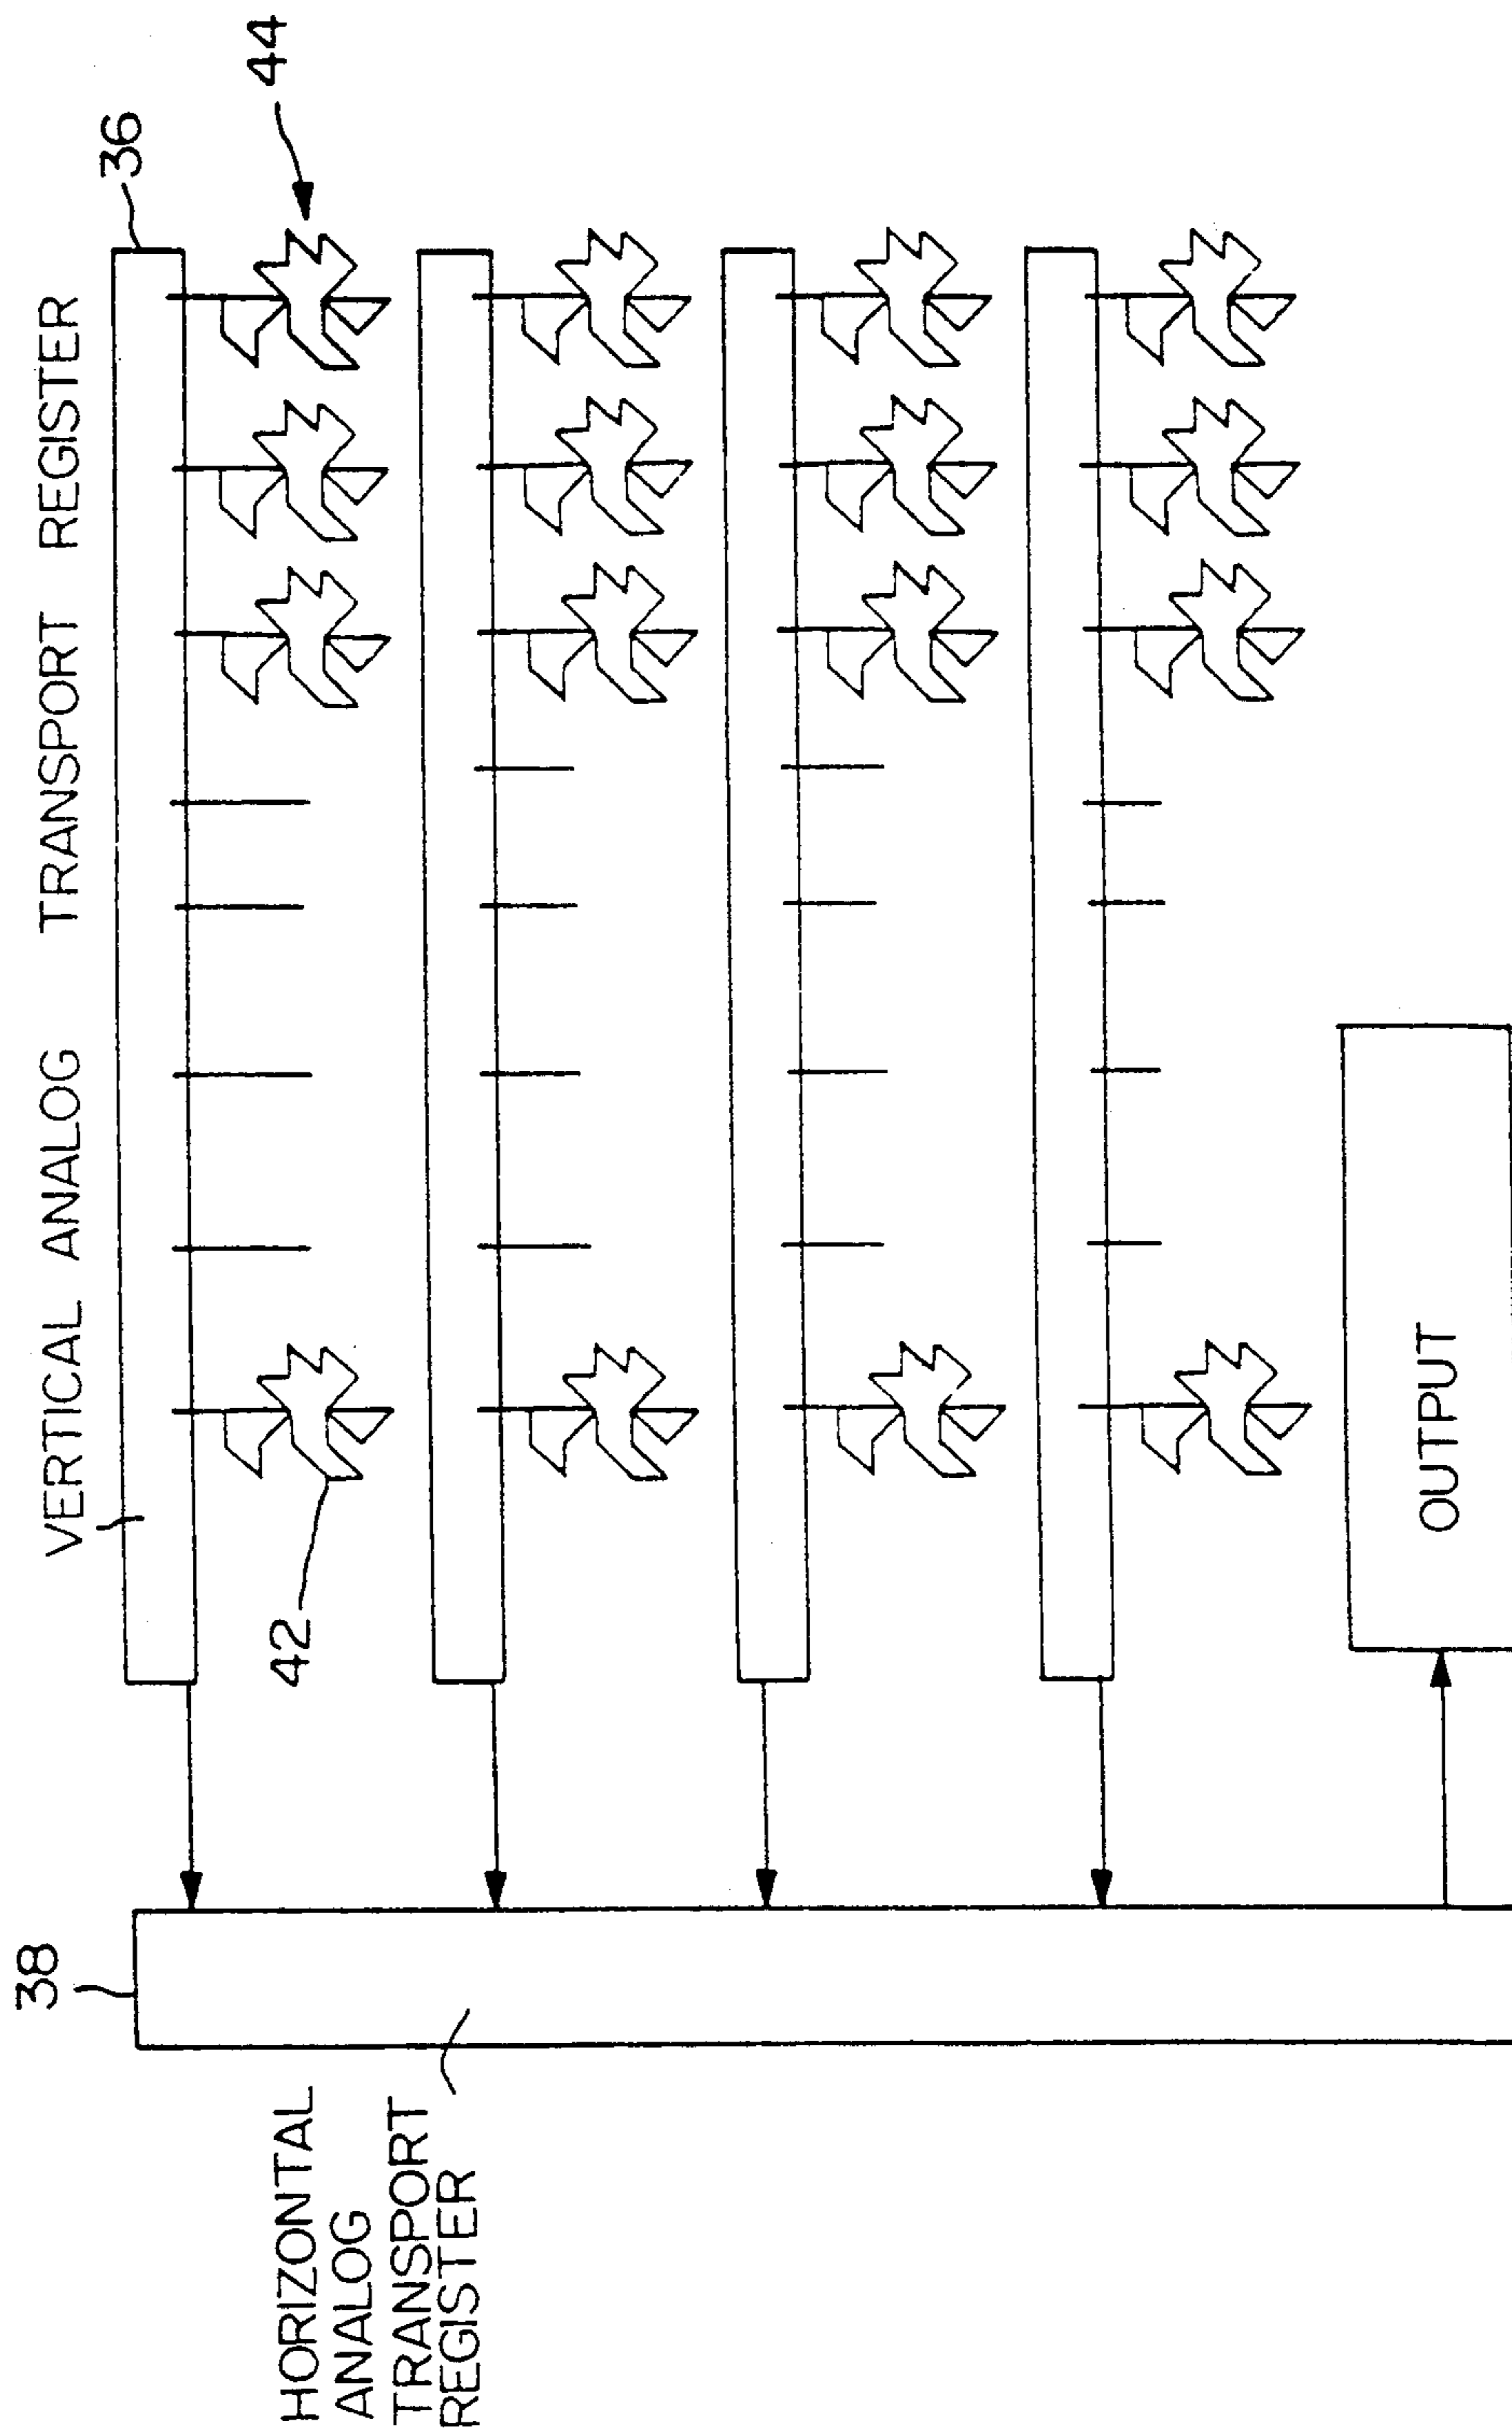 VERTICAL ANALOG TRANSPORT REGISTER
36
44
42
38
HORIZONTAL
ANALOG
TRANSPORT
REGISTER
OUTPUT